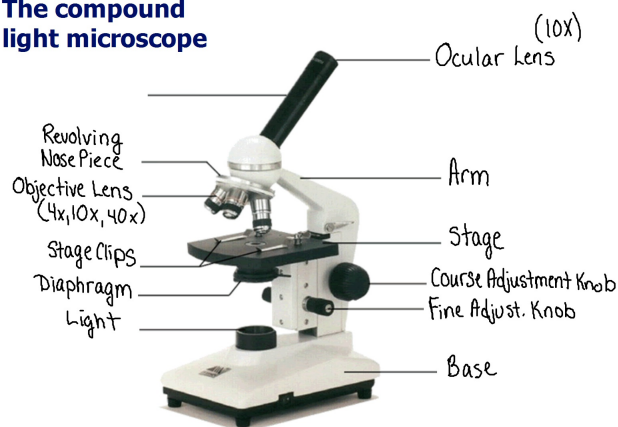 The compound
light microscope
(10X)
Ocular Lens
Revolving
Nose Piece
Objective Lens
(4x,10x,40x)
Stage Clips
Diaphragm
Light
Arm
Stage
Course Adjustment Knob
Fine Adjust. Knob
Base